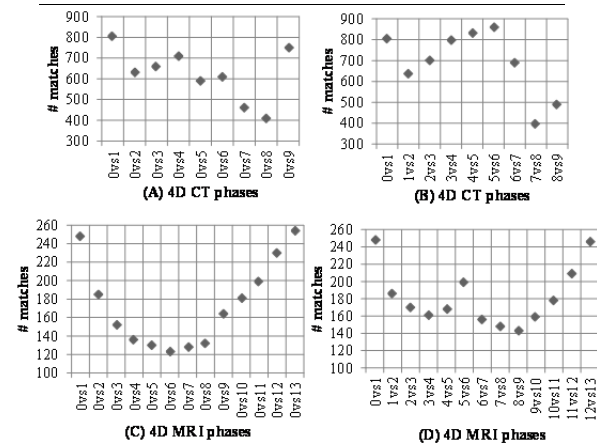 900
800
700
600
500
400
300
# matches
0vs1
0vs2
0vs3
0vs4
0vs5
0vs6
0vs7
0vs8
0vs9
(A) 4D CT phases
900
800
700
600
500
400
300
# matches
0vs1
1vs2
2vs3
3vs4
4vs5
5vs6
6vs7
7vs8
8vs9
(B) 4D CT phases
260
240
220
200
180
160
140
120
100
# matches
0vs1
0vs2
0vs3
0vs4
0vs5
0vs6
0vs7
0vs8
0vs9
0vs10
0vs11
0vs12
0vs13
(C) 4D MRI phases
260
240
220
200
180
160
140
120
100
# matches
0vs1
1vs2
2vs3
3vs4
4vs5
5vs6
6vs7
7vs8
8vs9
9vs10
10vs11
11vs12
12vs13
(D) 4D MRI phases